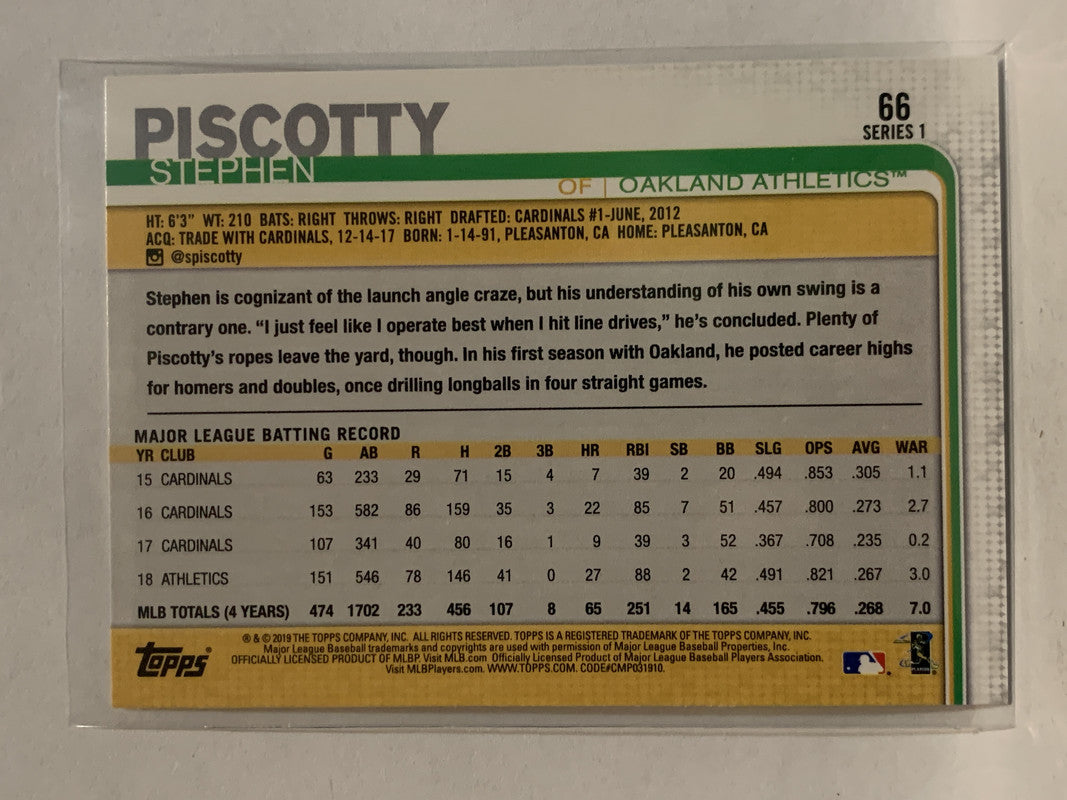 PISCOTTY
STEPHEN
66
SERIES 1
OF | OAKLAND ATHLETICS™
HT: 6'3" WT: 210 BATS: RIGHT THROWS: RIGHT DRAFTED: CARDINALS #1-JUNE, 2012
ACQ: TRADE WITH CARDINALS, 12-14-17 BORN: 1-14-91, PLEASANTON, CA HOME: PLEASANTON, CA
@spiscotty
Stephen is cognizant of the launch angle craze, but his understanding of his own swing is a
contrary one. “I just feel like I operate best when I hit line drives,” he’s concluded. Plenty of
Piscotty’s ropes leave the yard, though. In his first season with Oakland, he posted career highs
for homers and doubles, once drilling longballs in four straight games.
MAJOR LEAGUE BATTING RECORD
YR CLUB G AB R H 2B 3B HR RBI SB BB SLG OPS AVG WAR
15 CARDINALS 63 233 29 71 15 4 7 39 2 20 .494 .853 .305 1.1
16 CARDINALS 153 582 86 159 35 3 22 85 7 51 .457 .800 .273 2.7
17 CARDINALS 107 341 40 80 16 1 9 39 3 52 .367 .708 .235 0.2
18 ATHLETICS 151 546 78 146 41 0 27 88 2 42 .491 .821 .267 3.0
MLB TOTALS (4 YEARS) 474 1702 233 456 107 8 65 251 14 165 .455 .796 .268 7.0
Topps®
® & © 2019 THE TOPPS COMPANY, INC. ALL RIGHTS RESERVED. TOPPS IS A REGISTERED TRADEMARK OF THE TOPPS COMPANY, INC.
Major League Baseball trademarks and copyrights are used with permission of Major League Baseball Properties, Inc.
OFFICIALLY LICENSED PRODUCT OF MLBP. Visit MLB.com Officially Licensed Product of Major League Baseball Players Association.
Visit MLBPlayers.com. WWW.TOPPS.COM. CODE#CMP031910.